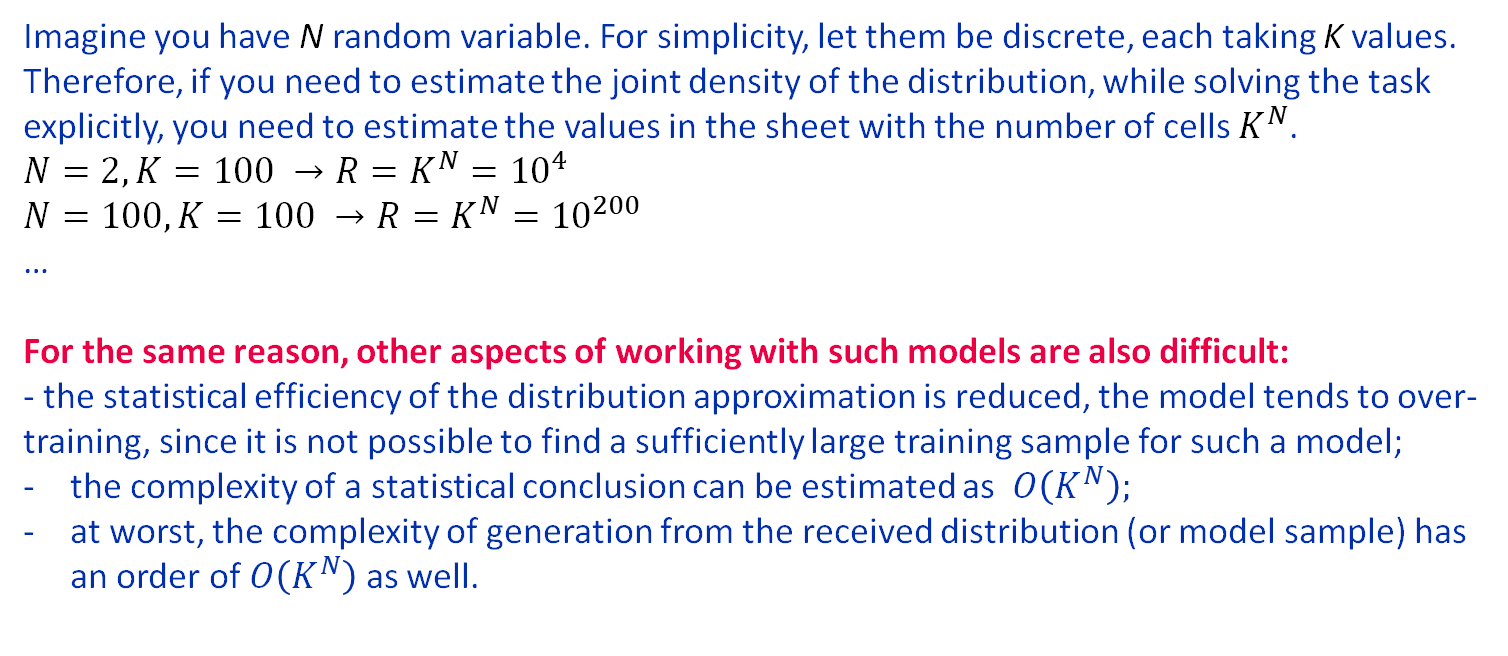 Imagine you have N random variable. For simplicity, let them be discrete, each taking K values.
Therefore, if you need to estimate the joint density of the distribution, while solving the task
explicitly, you need to estimate the values in the sheet with the number of cells K^N.
N = 2, K = 100 → R = K^N = 10^4
N = 100, K = 100 → R = K^N = 10^200
...
For the same reason, other aspects of working with such models are also difficult:
- the statistical efficiency of the distribution approximation is reduced, the model tends to over-
training, since it is not possible to find a sufficiently large training sample for such a model;
- the complexity of a statistical conclusion can be estimated as O(K^N);
- at worst, the complexity of generation from the received distribution (or model sample) has
an order of O(K^N) as well.